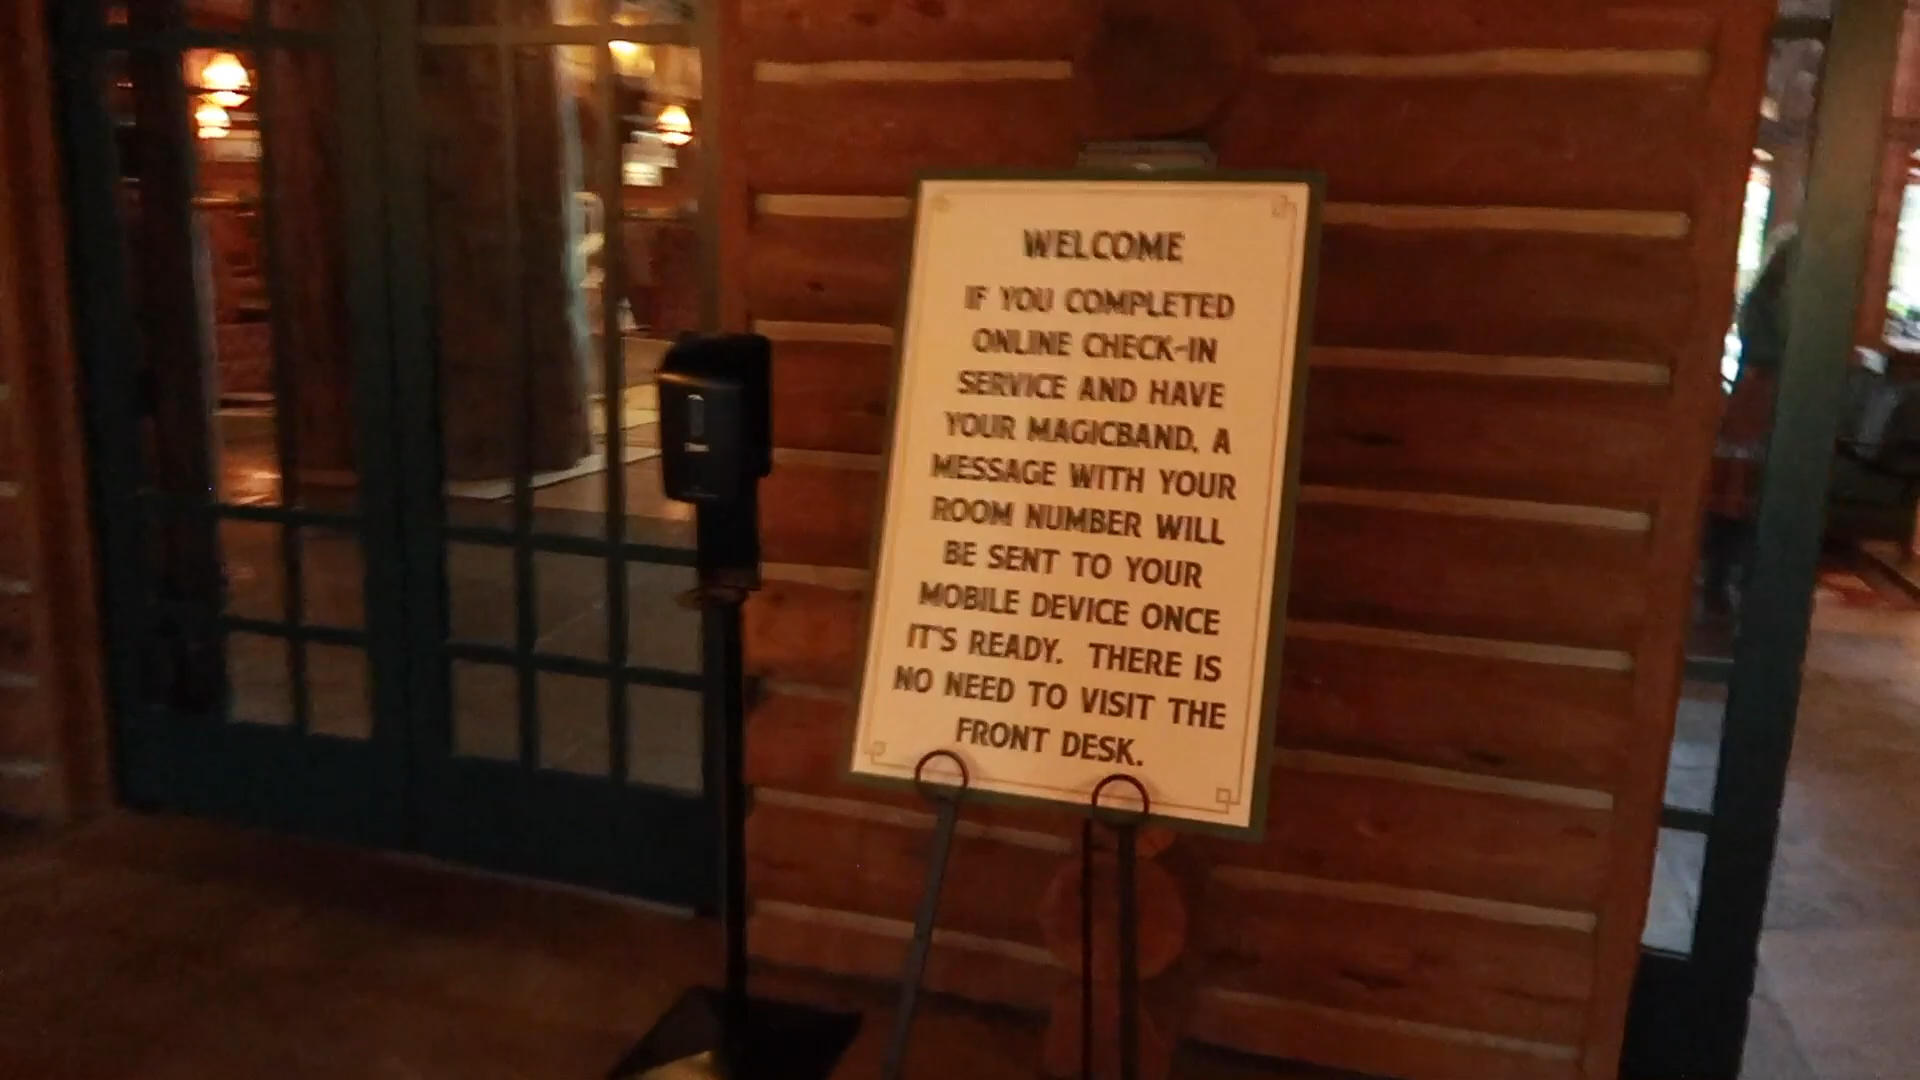 WELCOME
IF YOU COMPLETED
ONLINE CHECK-IN
SERVICE AND HAVE
YOUR MAGICBAND, A
MESSAGE WITH YOUR
ROOM NUMBER WILL
BE SENT TO YOUR
MOBILE DEVICE ONCE
IT'S READY.  THERE IS
NO NEED TO VISIT THE
FRONT DESK.